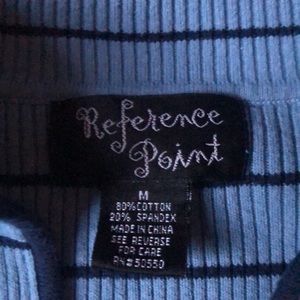 Reference
Point
M
80%COTTON
20% SPANDEX
MADE IN CHINA
SEE REVERSE
FOR CARE
RN#50550